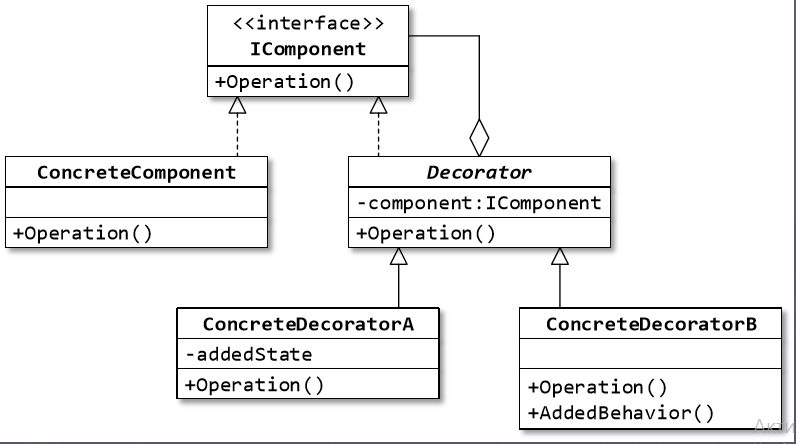 <<interface>>
IComponent
+Operation()
ConcreteComponent
+Operation()
Decorator
-component:IComponent
+Operation()
ConcreteDecoratorA
-addedState
+Operation()
ConcreteDecoratorB
+Operation()
+AddedBehavior()